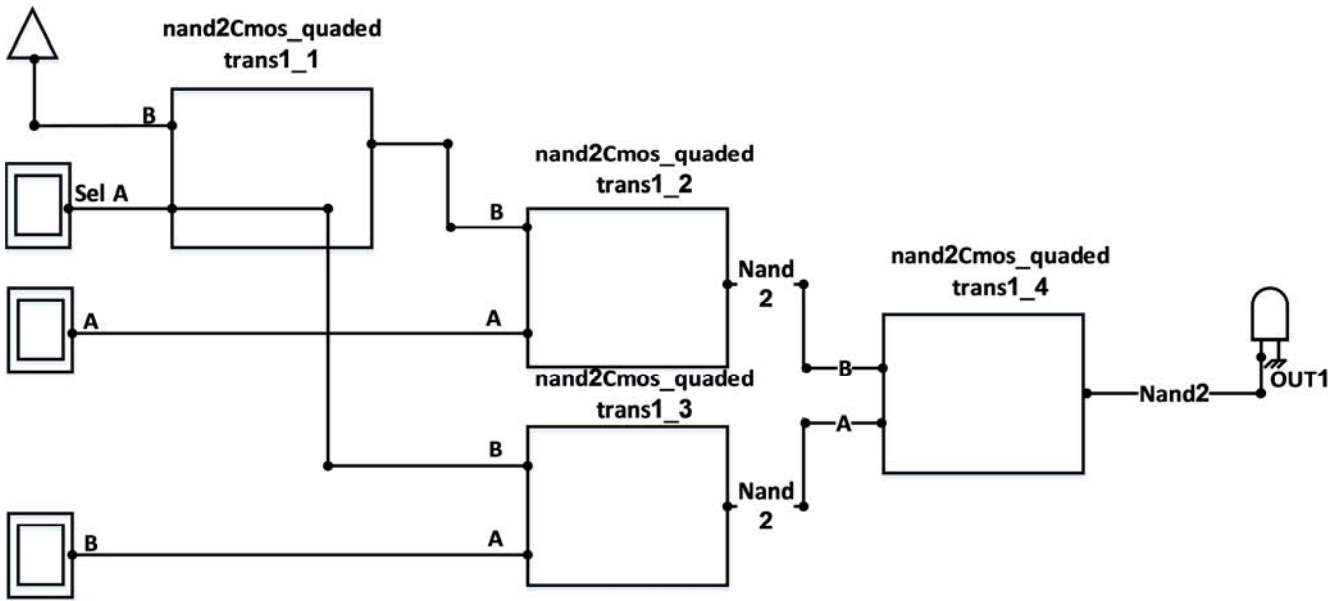 nand2Cmos_quaded
trans1_1
B
Sel A
nand2Cmos_quaded
trans1_2
B
A
A
Nand
2
nand2Cmos_quaded
trans1_4
B
A
Nand2
OUT1
nand2Cmos_quaded
trans1_3
B
Nand
2
B
A